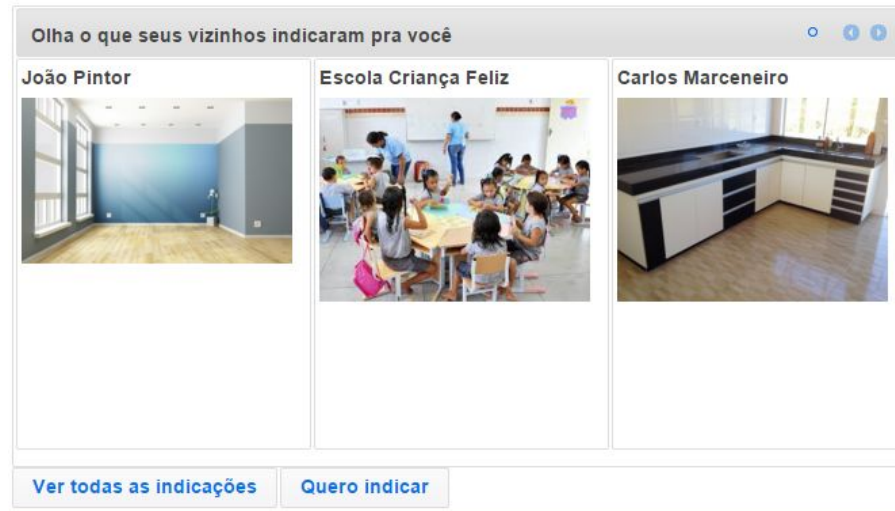 Olha o que seus vizinhos indicaram pra você
João Pintor
Escola Criança Feliz
Carlos Marceneiro
Ver todas as indicações
Quero indicar